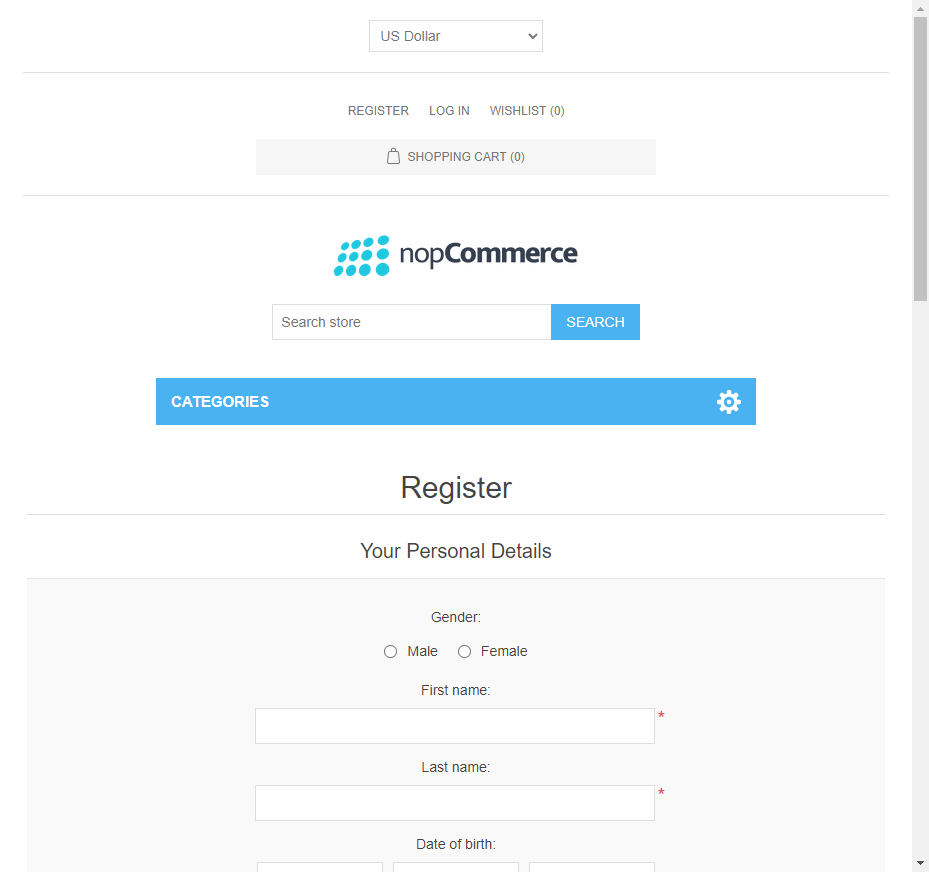 US Dollar
REGISTER LOG IN WISHLIST (0)
SHOPPING CART (0)
nopCommerce
Search store SEARCH
CATEGORIES
Register
Your Personal Details
Gender:
Male Female
First name:
*
Last name:
*
Date of birth: